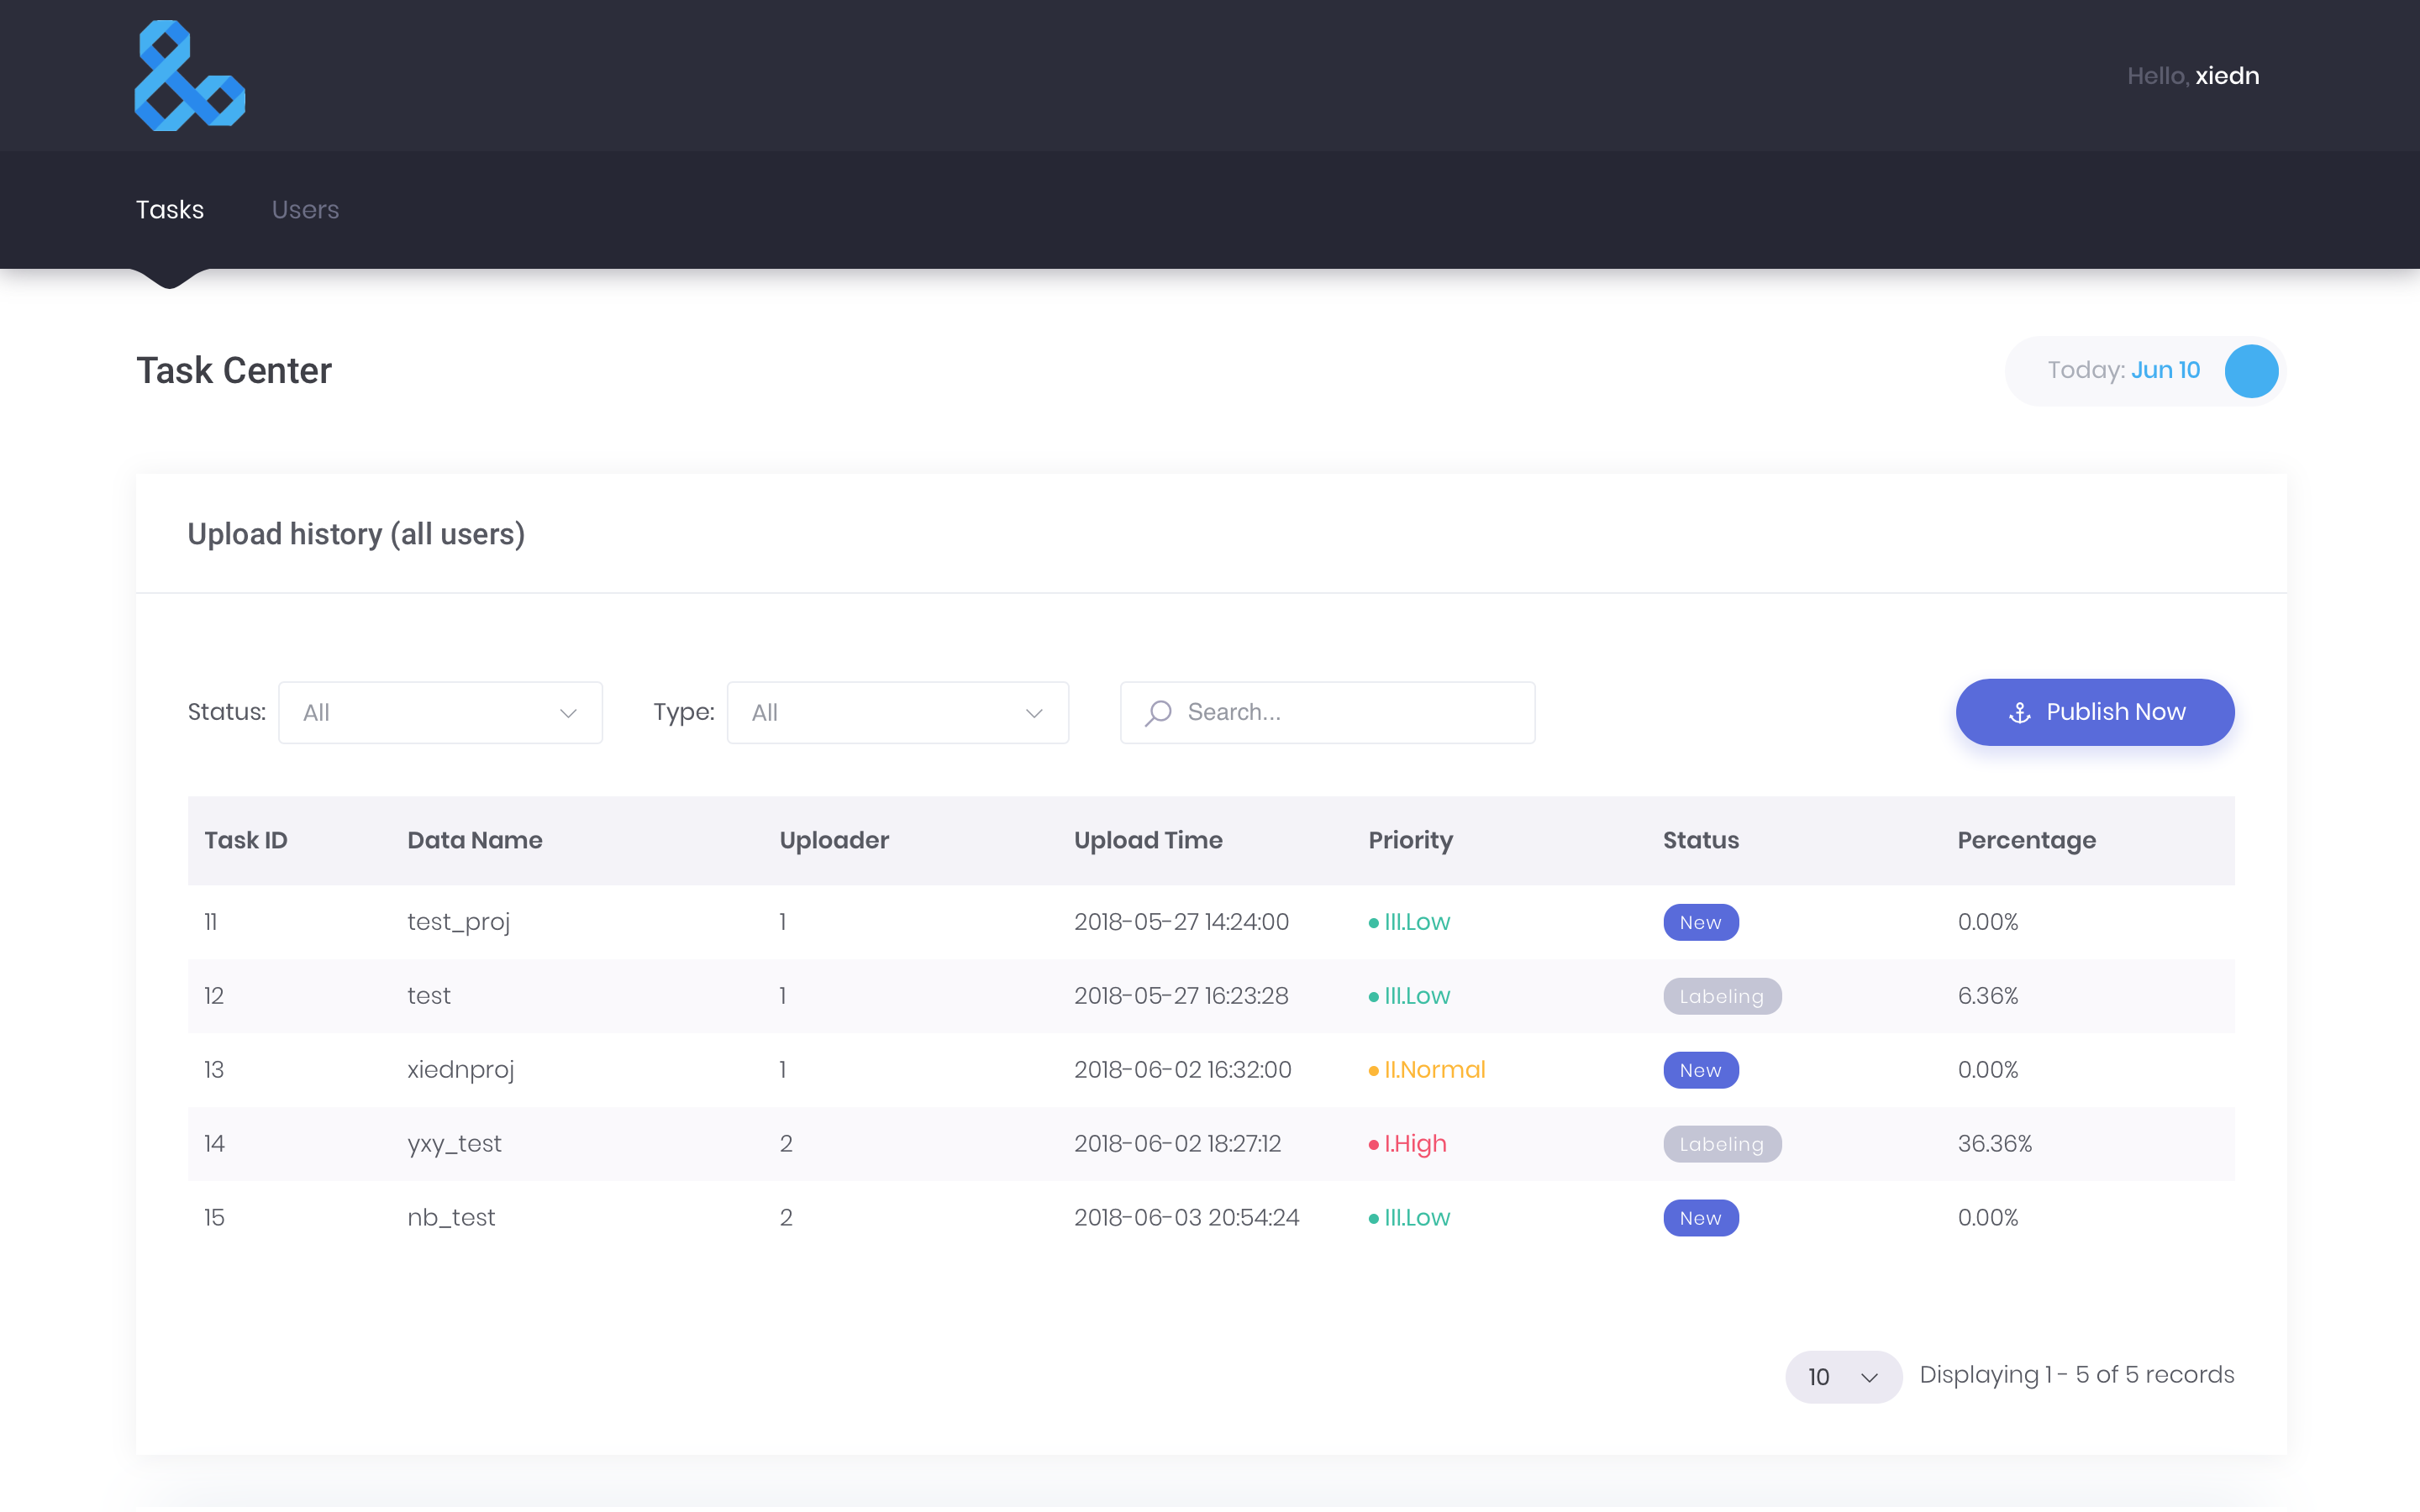 Hello, xiedn
Tasks Users
Task Center
Today: Jun 10
Upload history (all users)
Status: All Type: All Search... Publish Now
Task ID Data Name Uploader Upload Time Priority Status Percentage
11 test_proj 1 2018-05-27 14:24:00 III.Low New 0.00%
12 test 1 2018-05-27 16:23:28 III.Low Labeling 6.36%
13 xiednproj 1 2018-06-02 16:32:00 II.Normal New 0.00%
14 yxy_test 2 2018-06-02 18:27:12 I.High Labeling 36.36%
15 nb_test 2 2018-06-03 20:54:24 III.Low New 0.00%
10 Displaying 1 - 5 of 5 records